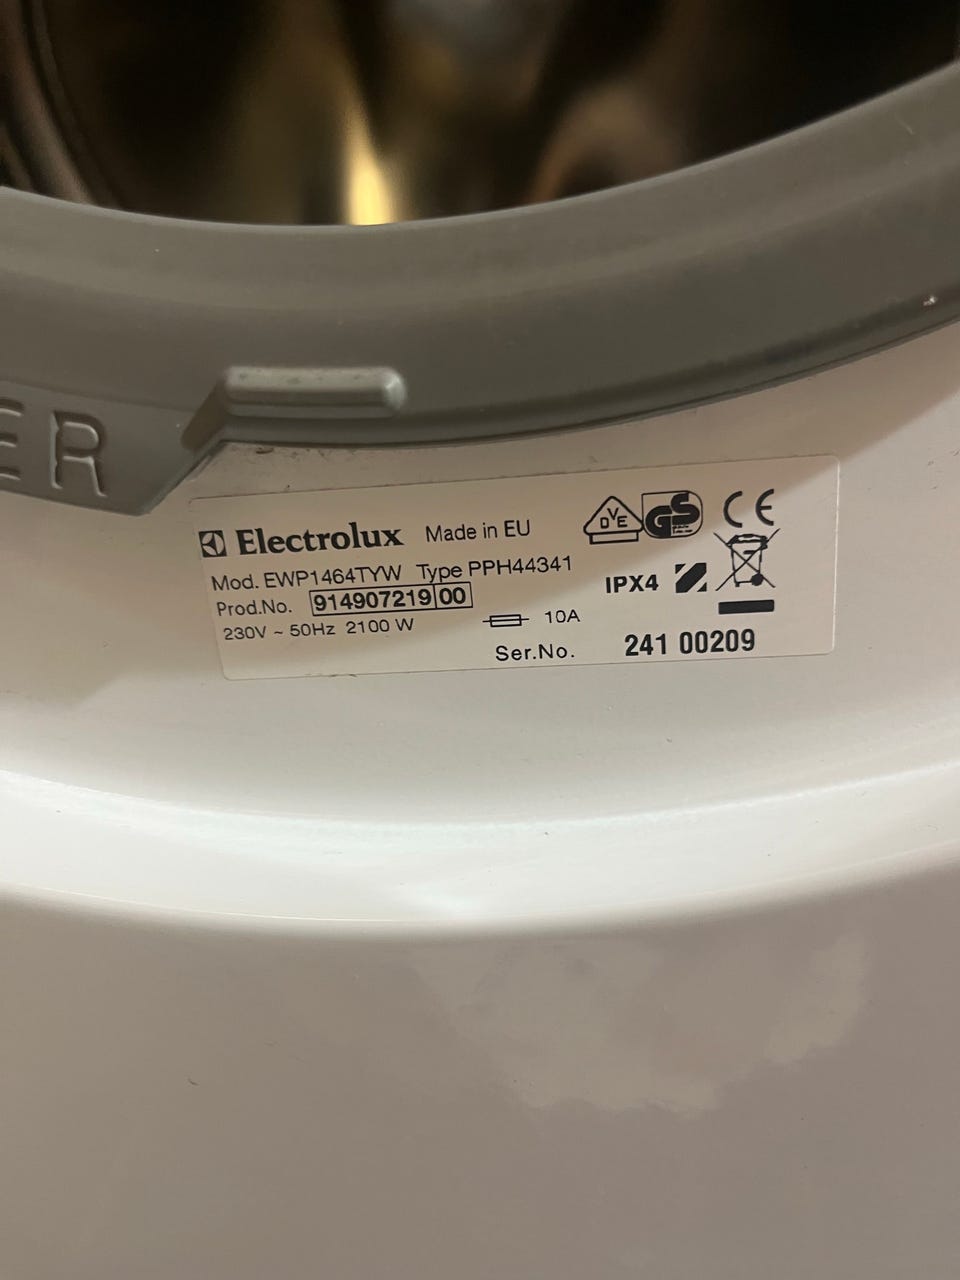 ER
Electrolux Made in EU
Mod. EWP1464TYW Type PPH44341
Prod.No. 914907219 00
230V ~ 50Hz 2100 W 10A
Ser.No. 241 00209
DVE GS CE
IPX4